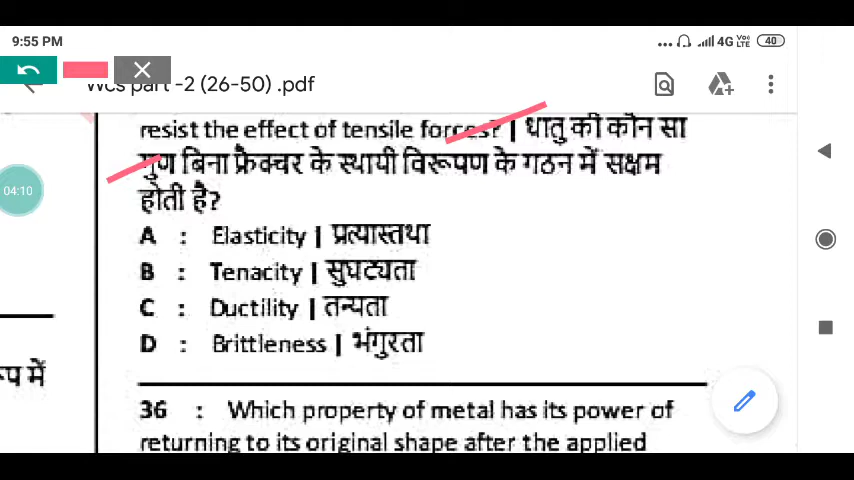 9:55 PM
... 4G Vo LTE 40
Wcs part -2 (26-50) .pdf
resist the effect of tensile forces? | धातु की कौन सा
गुण बिना फ्रैक्चर के स्थायी विरूपण के गठन में सक्षम
04:10
होती है?
A : Elasticity | प्रत्यास्तथा
B : Tenacity | सुघट्यता
C : Ductility | तन्यता
D : Brittleness | भंगुरता
रूप में
36 : Which property of metal has its power of
returning to its original shape after the applied